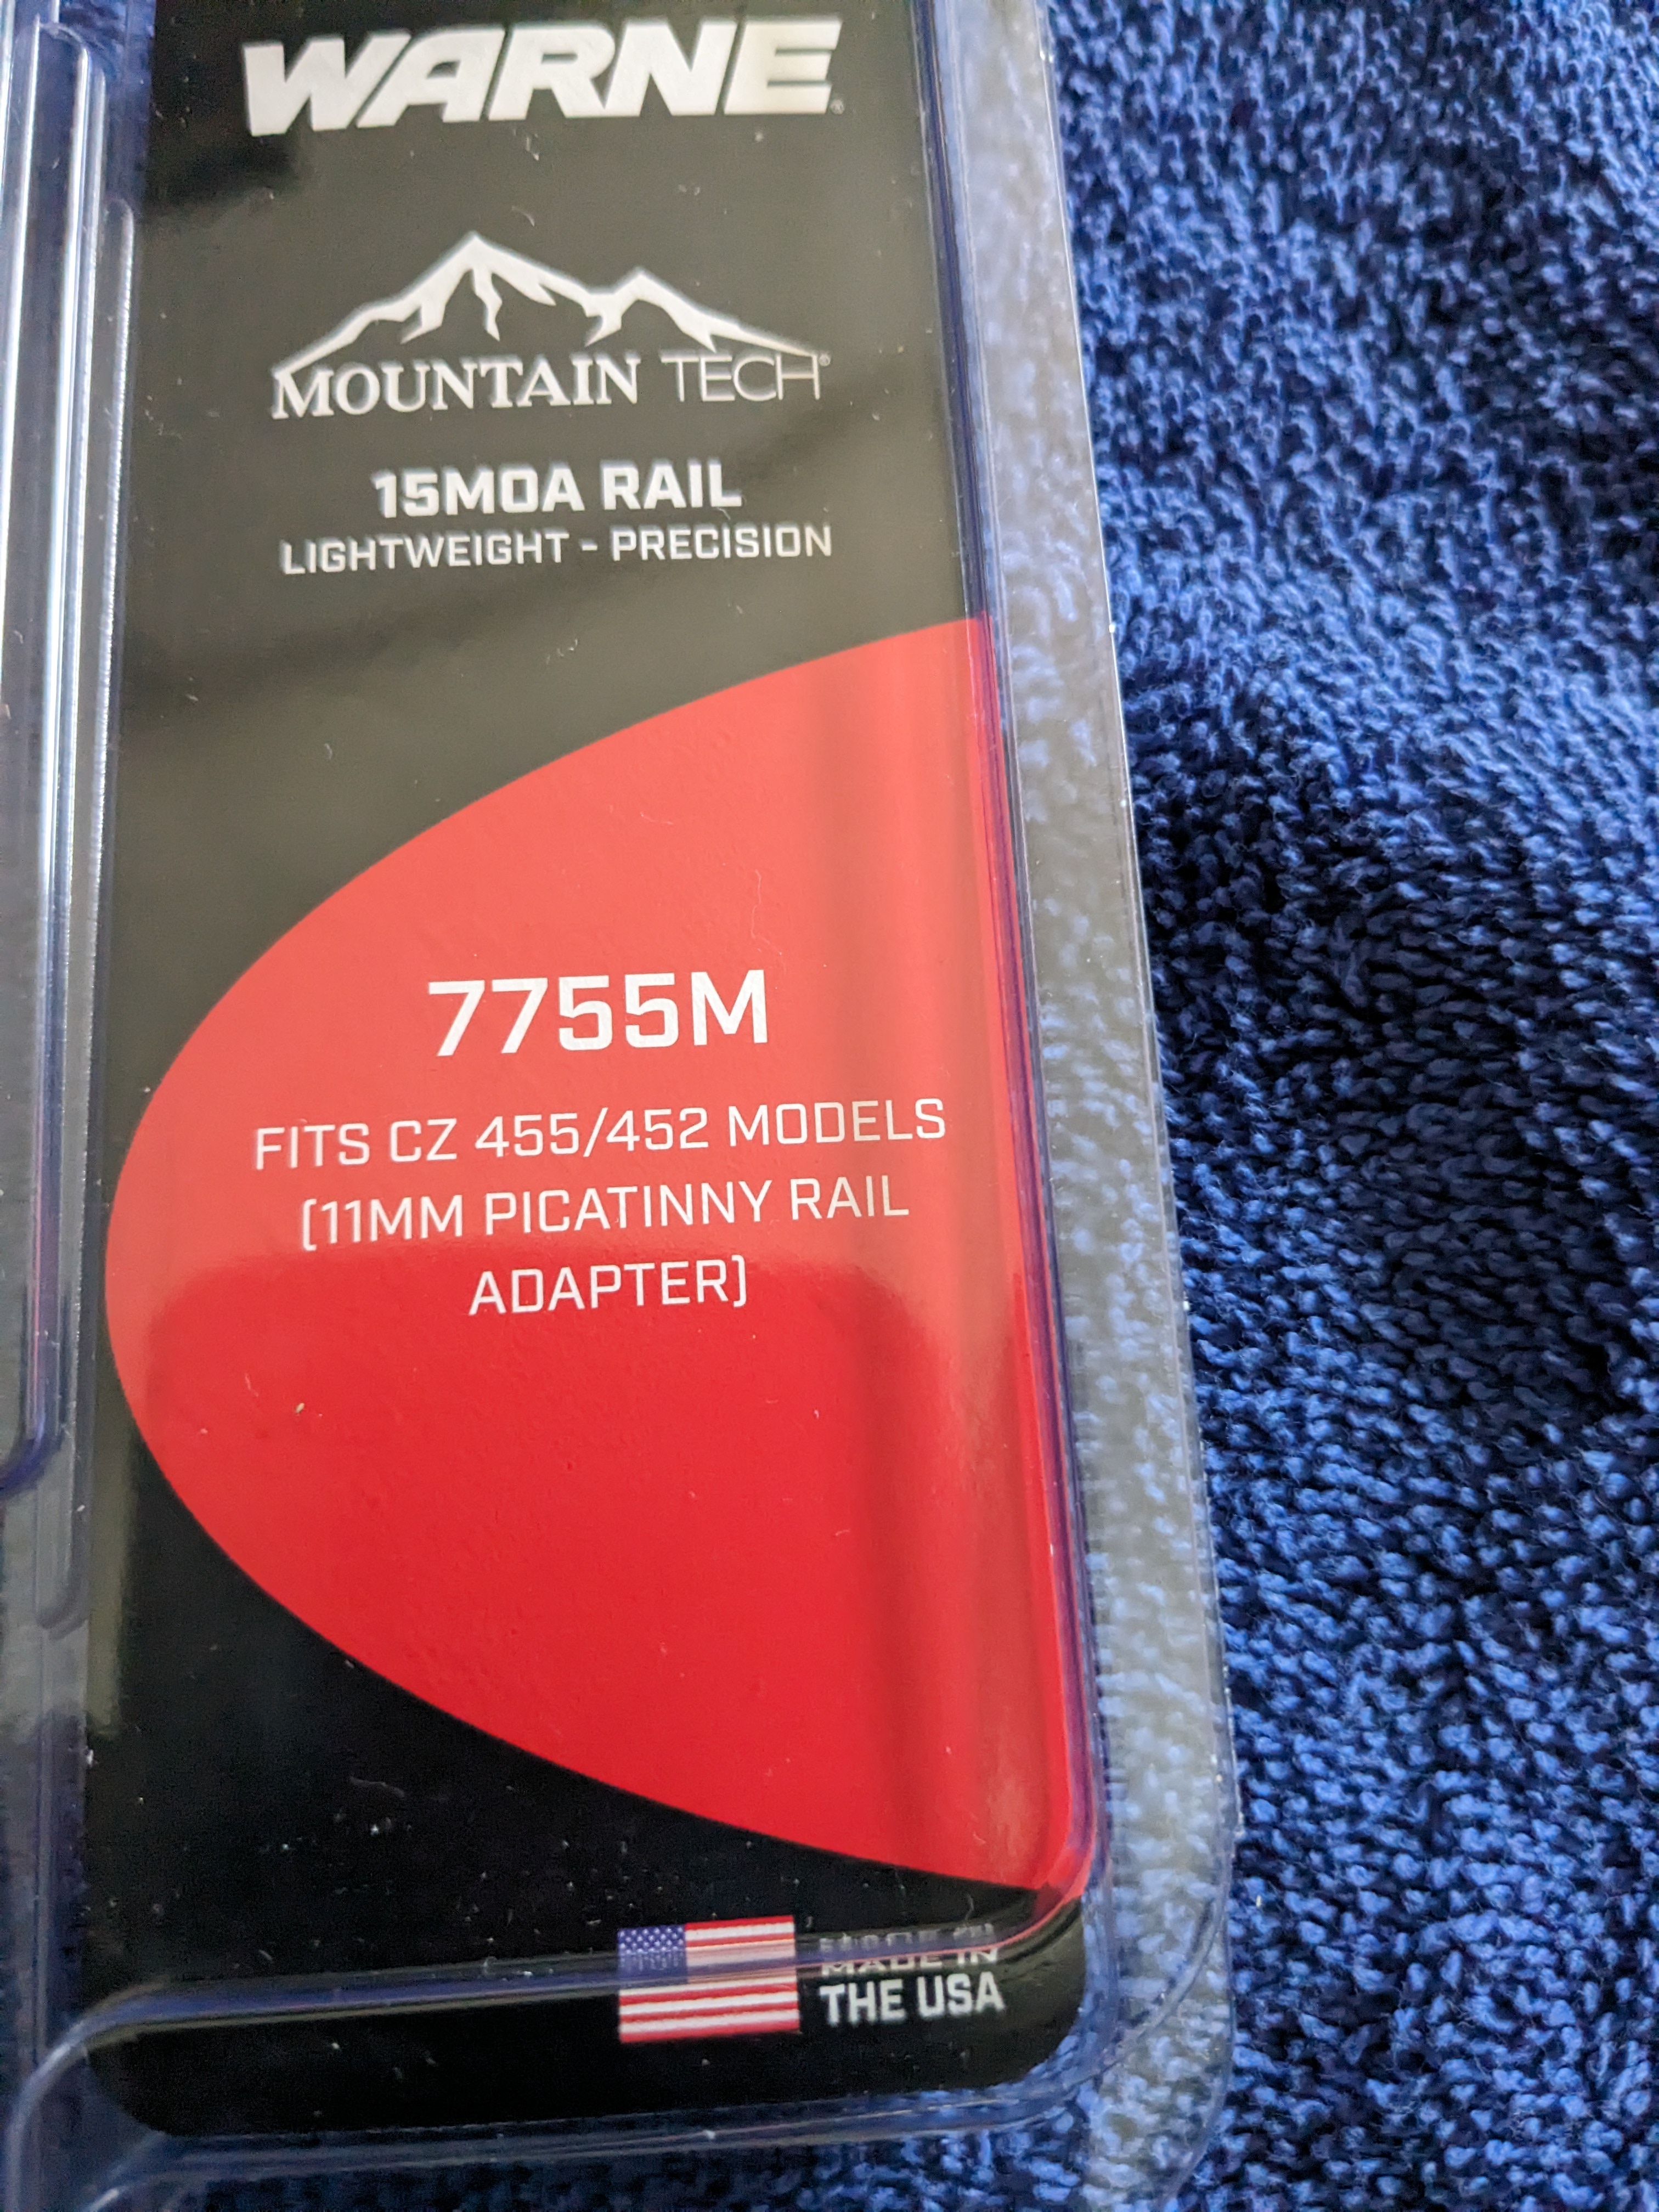 WARNE
MOUNTAIN TECH®
15MOA RAIL
LIGHTWEIGHT - PRECISION
7755M
FITS CZ 455/452 MODELS
(11MM PICATINNY RAIL
ADAPTER)
MADE IN
THE USA